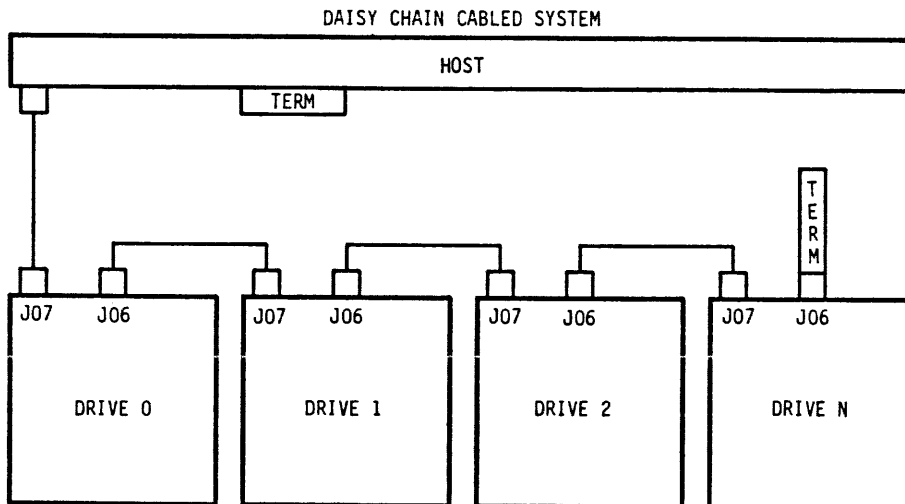 DAISY CHAIN CABLED SYSTEM
HOST
TERM
TERM
J07 J06 J07 J06 J07 J06 J07 J06
DRIVE 0 DRIVE 1 DRIVE 2 DRIVE N